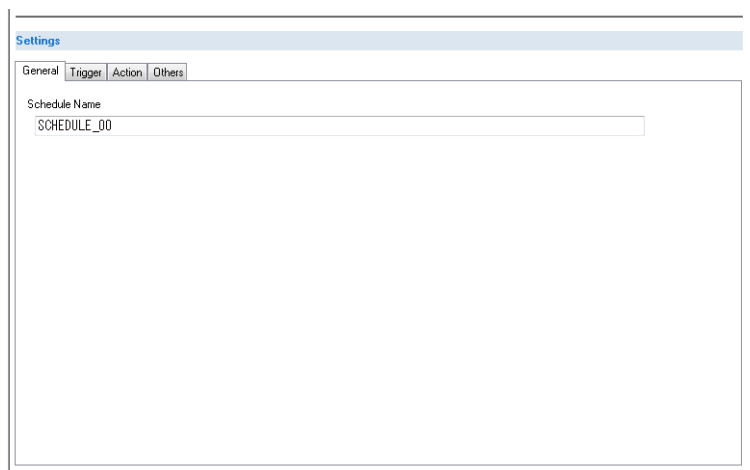 Settings
General Trigger Action Others
Schedule Name
SCHEDULE_00